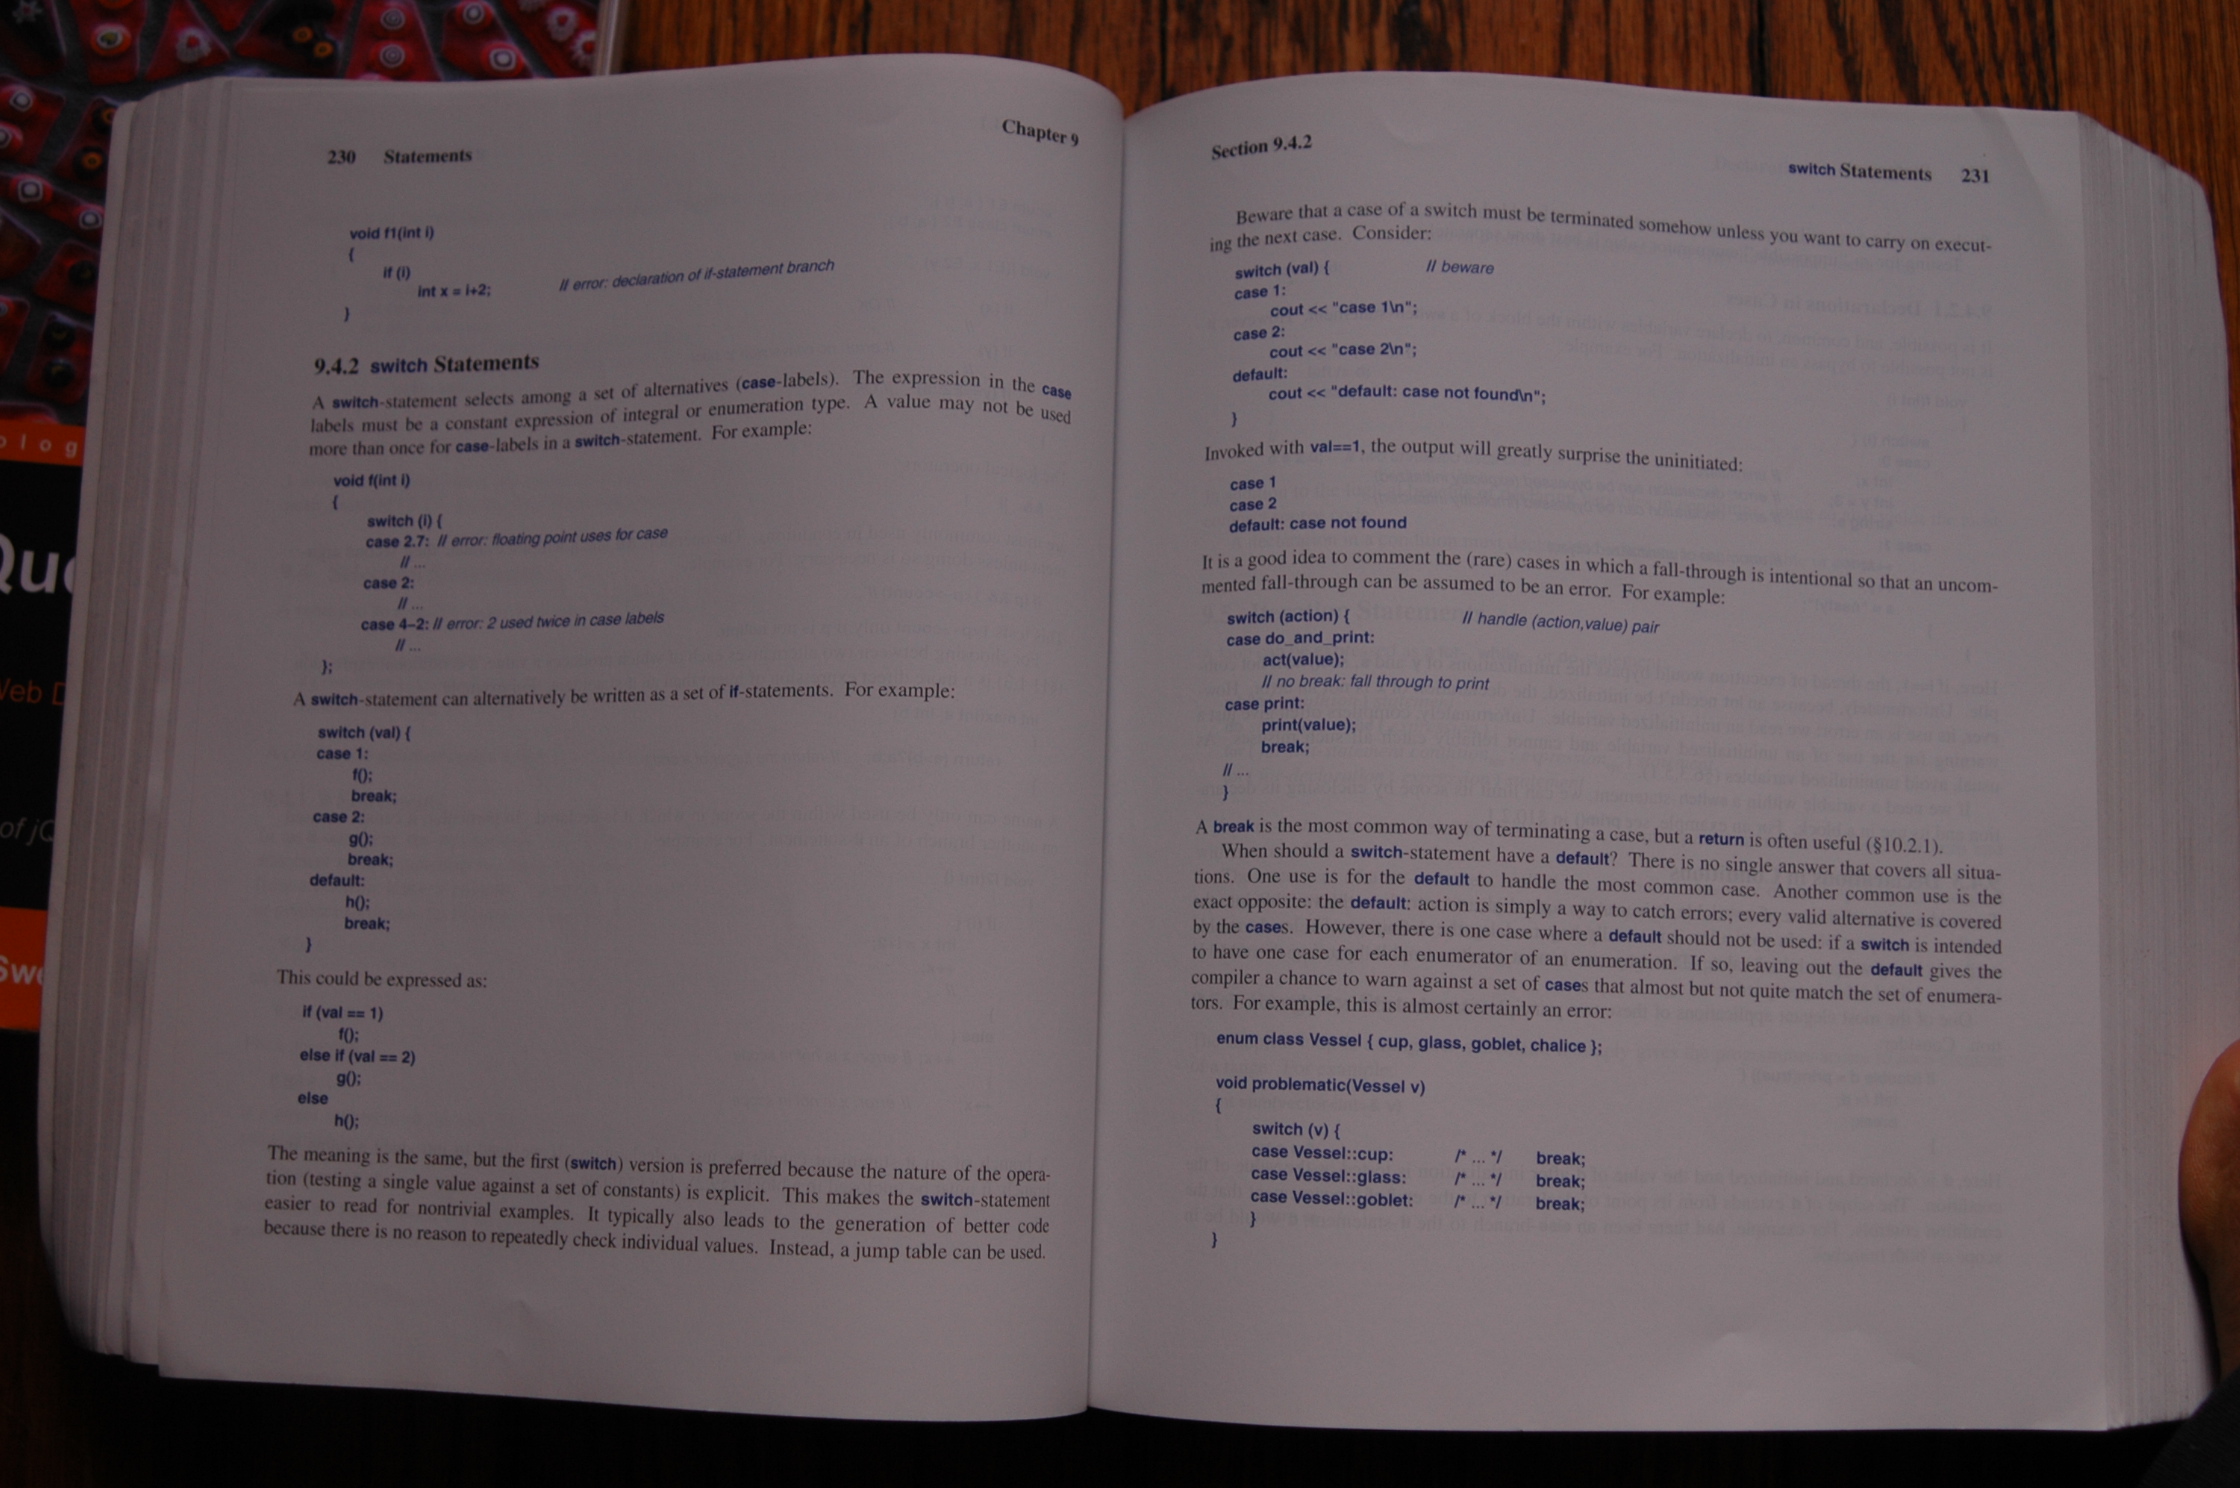 230 Statements Chapter 9
void f1(int i)
{
if (i)
int x = i+2; // error: declaration of if-statement branch
}
9.4.2 switch Statements
A switch-statement selects among a set of alternatives (case-labels). The expression in the case
labels must be a constant expression of integral or enumeration type. A value may not be used
more than once for case-labels in a switch-statement. For example:
void f(int i)
{
switch (i) {
case 2.7: // error: floating point uses for case
// ...
case 2:
// ...
case 4–2: // error: 2 used twice in case labels
// ...
};
A switch-statement can alternatively be written as a set of if-statements. For example:
switch (val) {
case 1:
f();
break;
case 2:
g();
break;
default:
h();
break;
}
This could be expressed as:
if (val == 1)
f();
else if (val == 2)
g();
else
h();
The meaning is the same, but the first (switch) version is preferred because the nature of the opera-
tion (testing a single value against a set of constants) is explicit. This makes the switch-statement
easier to read for nontrivial examples. It typically also leads to the generation of better code
because there is no reason to repeatedly check individual values. Instead, a jump table can be used.
Section 9.4.2 switch Statements 231
Beware that a case of a switch must be terminated somehow unless you want to carry on execut-
ing the next case. Consider:
switch (val) { // beware
case 1:
cout << "case 1\n";
case 2:
cout << "case 2\n";
default:
cout << "default: case not found\n";
}
Invoked with val==1, the output will greatly surprise the uninitiated:
case 1
case 2
default: case not found
It is a good idea to comment the (rare) cases in which a fall-through is intentional so that an uncom-
mented fall-through can be assumed to be an error. For example:
switch (action) { // handle (action,value) pair
case do_and_print:
act(value);
// no break: fall through to print
case print:
print(value);
break;
// ...
}
A break is the most common way of terminating a case, but a return is often useful (§10.2.1).
When should a switch-statement have a default? There is no single answer that covers all situa-
tions. One use is for the default to handle the most common case. Another common use is the
exact opposite: the default: action is simply a way to catch errors; every valid alternative is covered
by the cases. However, there is one case where a default should not be used: if a switch is intended
to have one case for each enumerator of an enumeration. If so, leaving out the default gives the
compiler a chance to warn against a set of cases that almost but not quite match the set of enumera-
tors. For example, this is almost certainly an error:
enum class Vessel { cup, glass, goblet, chalice };
void problematic(Vessel v)
{
switch (v) {
case Vessel::cup: /* ... */ break;
case Vessel::glass: /* ... */ break;
case Vessel::goblet: /* ... */ break;
}
}
log
of